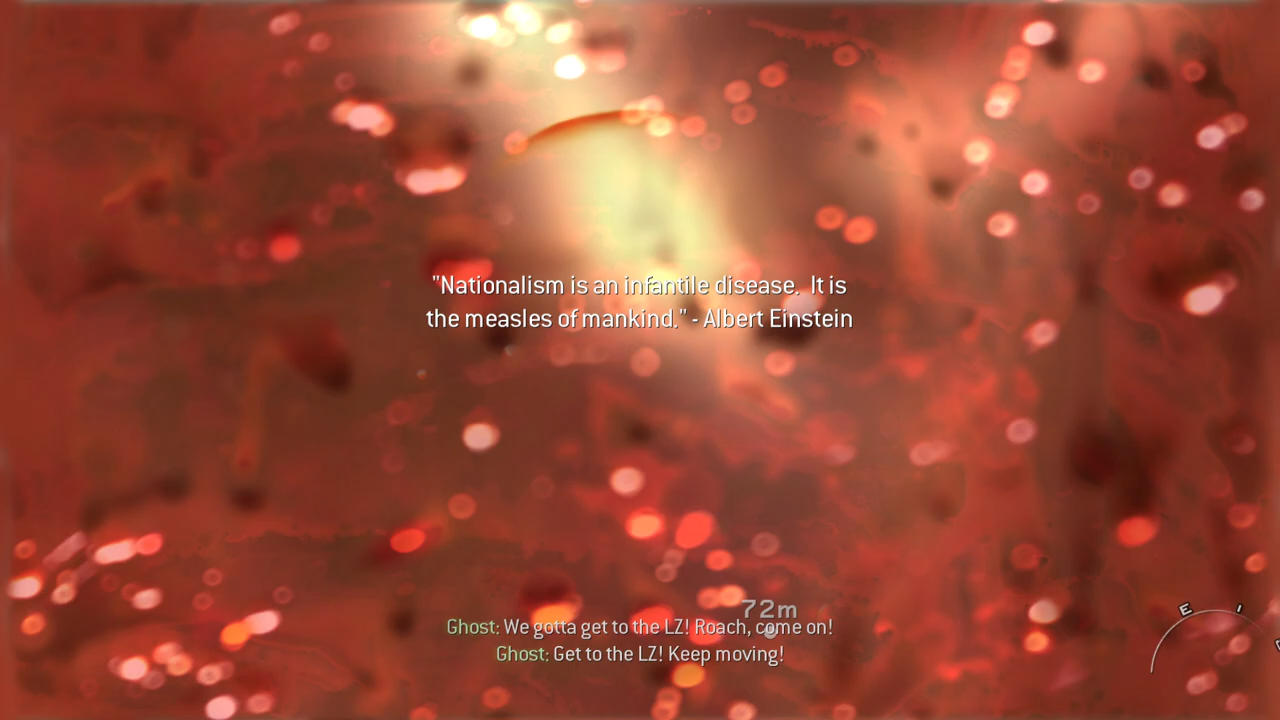 "Nationalism is an infantile disease.  It is
the measles of mankind." - Albert Einstein
72m
Ghost: We gotta get to the LZ! Roach, come on!
Ghost: Get to the LZ! Keep moving!
E